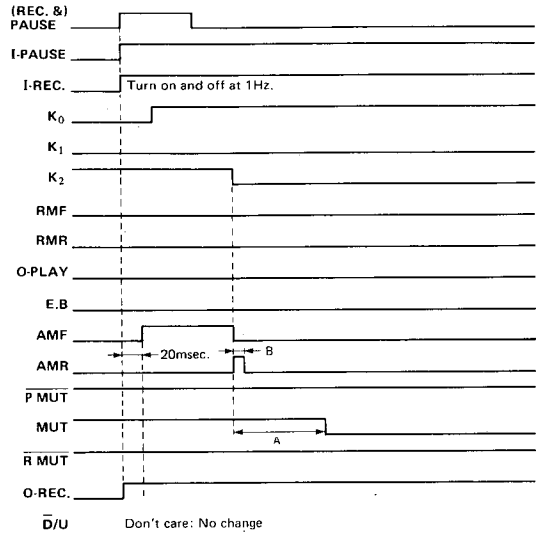 (REC. &)
PAUSE
I-PAUSE
I-REC. Turn on and off at 1Hz.
K0
K1
K2
RMF
RMR
O-PLAY
E.B
AMF
20msec. B
AMR
P MUT
MUT
A
R MUT
O-REC.
D/U Don't care: No change